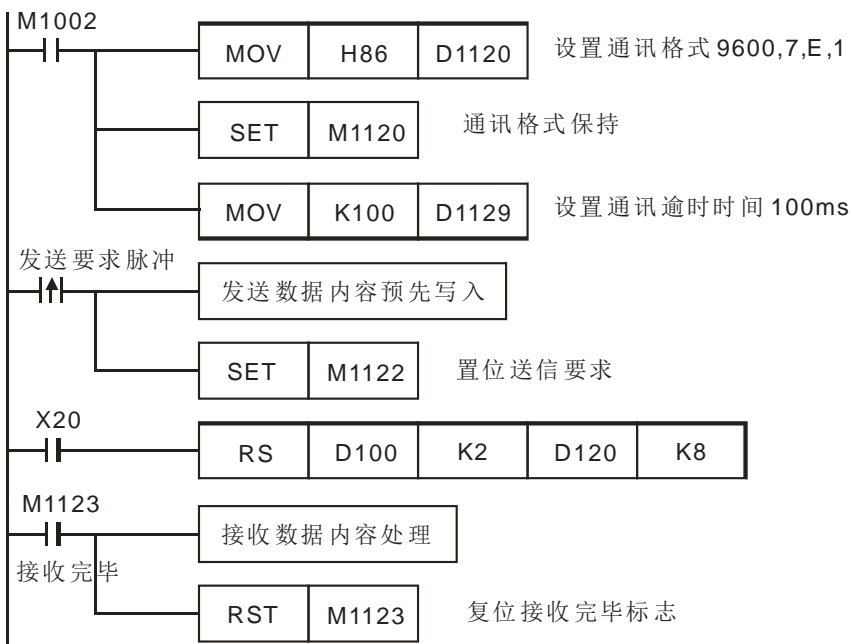 M1002
MOV H86 D1120 设置通讯格式9600,7,E,1
SET M1120 通讯格式保持
MOV K100 D1129 设置通讯逾时时间100ms
发送要求脉冲
发送数据内容预先写入
SET M1122 置位送信要求
X20
RS D100 K2 D120 K8
M1123
接收数据内容处理
接收完毕
RST M1123 复位接收完毕标志